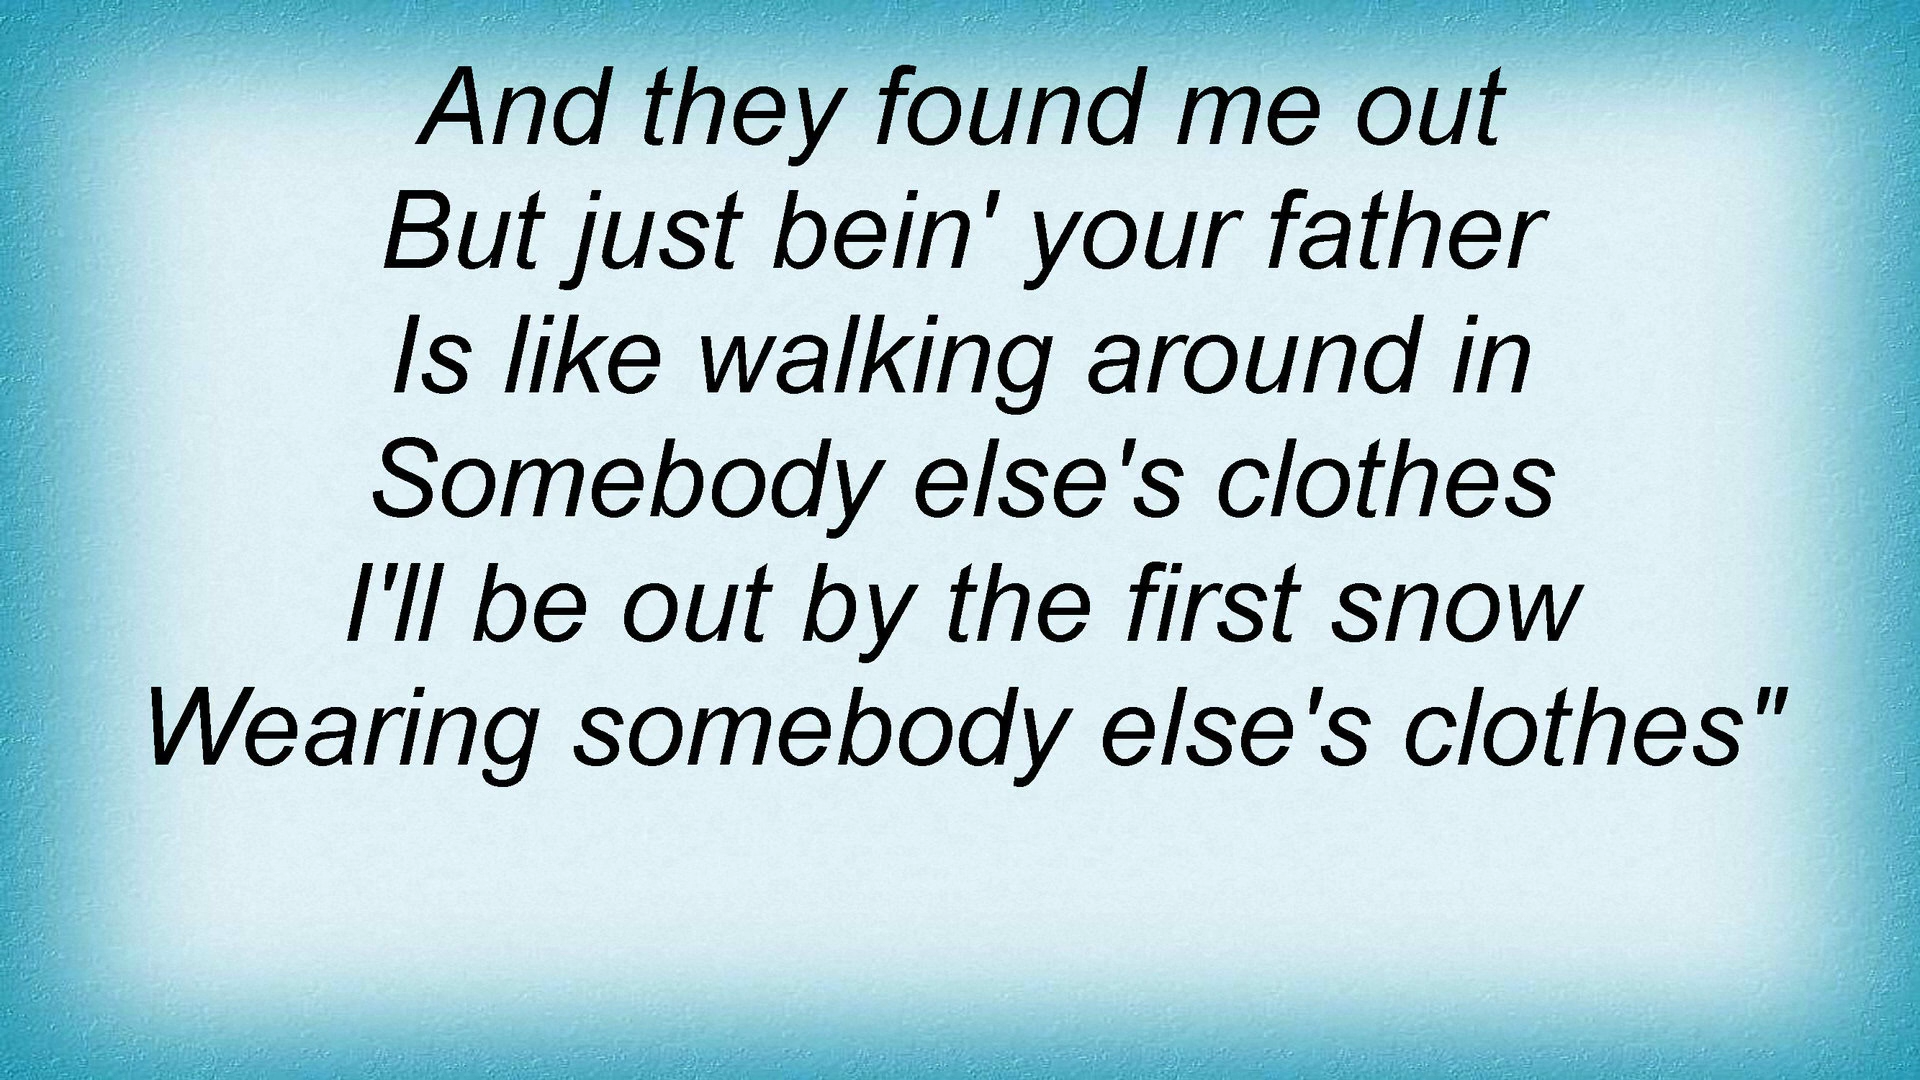 And they found me out
But just bein' your father
Is like walking around in
Somebody else's clothes
I'll be out by the first snow
Wearing somebody else's clothes"